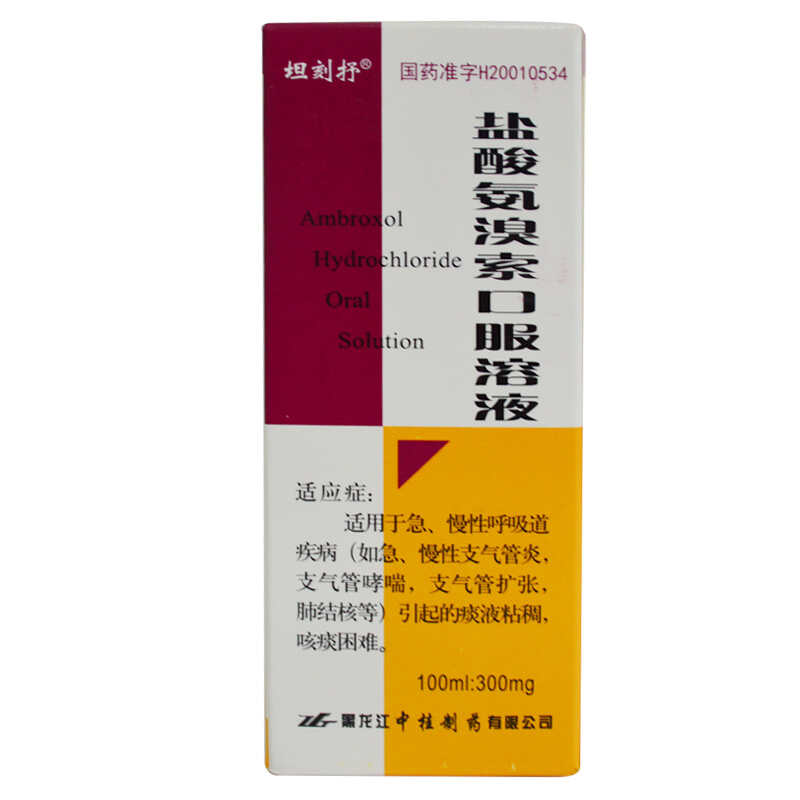 坦刻抒®
国药准字H20010534
盐酸氨溴索口服溶液
Ambroxol
Hydrochloride
Oral
Solution
适应症：
适用于急、慢性呼吸道
疾病（如急、慢性支气管炎，
支气管哮喘，支气管扩张，
肺结核等）引起的痰液粘稠，
咳痰困难。
100ml:300mg
黑龙江中桂制药有限公司